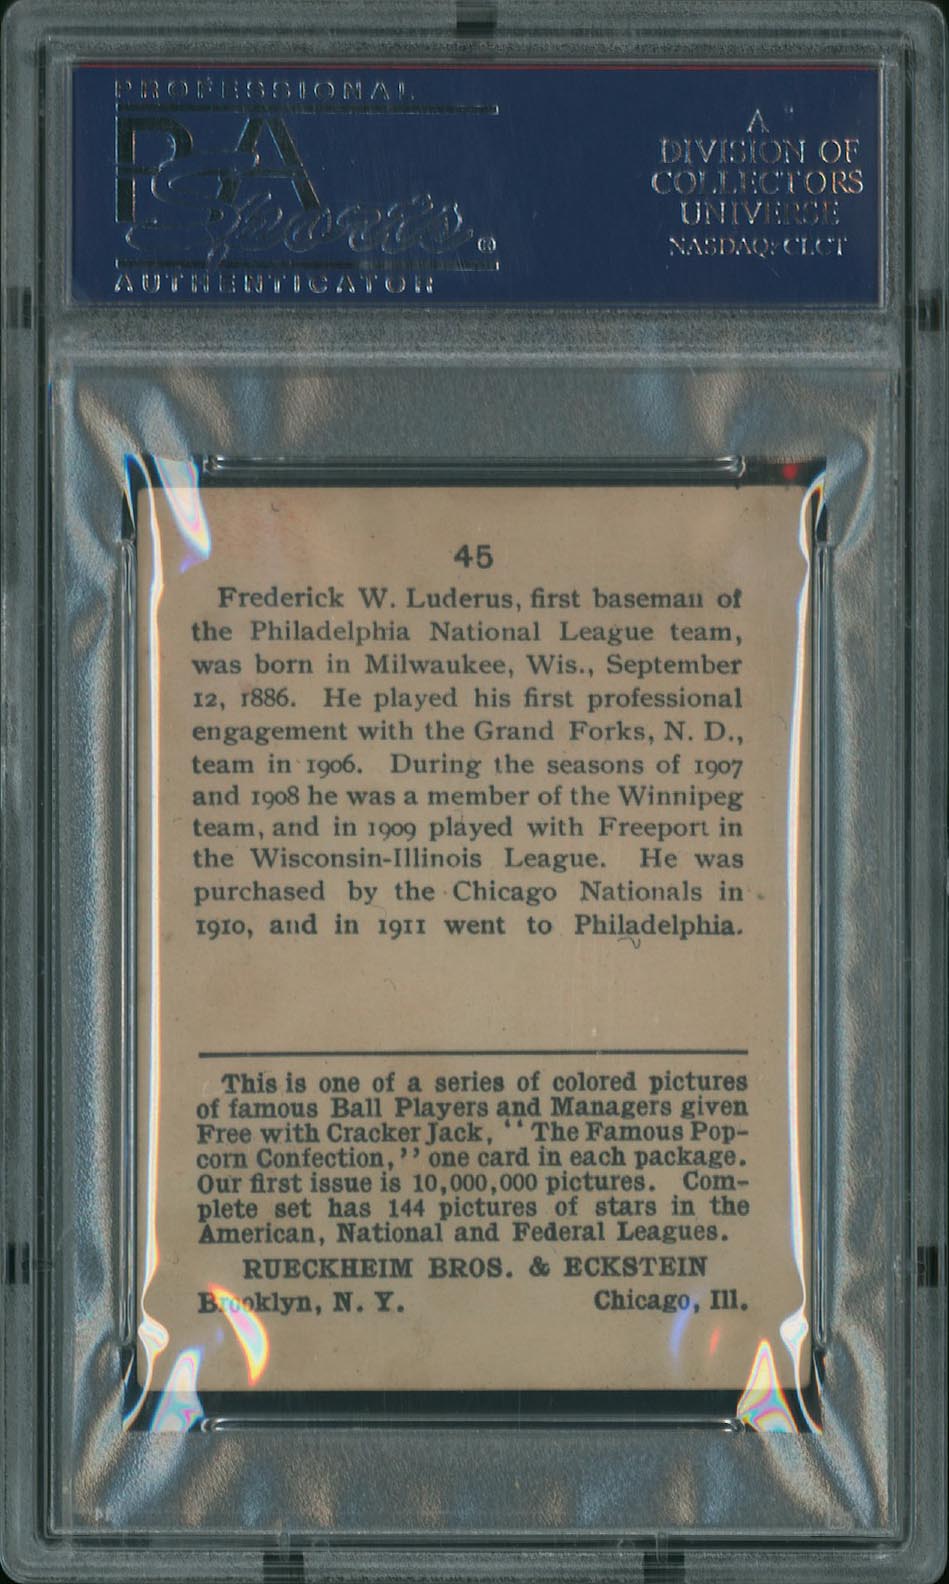 PROFESSIONAL
PSA
Sports®
AUTHENTICATOR
A
DIVISION OF
COLLECTORS
UNIVERSE
NASDAQ: CLCT
45
Frederick W. Luderus, first baseman of
the Philadelphia National League team,
was born in Milwaukee, Wis., September
12, 1886. He played his first professional
engagement with the Grand Forks, N. D.,
team in 1906. During the seasons of 1907
and 1908 he was a member of the Winnipeg
team, and in 1909 played with Freeport in
the Wisconsin-Illinois League. He was
purchased by the Chicago Nationals in
1910, and in 1911 went to Philadelphia.
This is one of a series of colored pictures
of famous Ball Players and Managers given
Free with Cracker Jack, "The Famous Pop-
corn Confection," one card in each package.
Our first issue is 10,000,000 pictures. Com-
plete set has 144 pictures of stars in the
American, National and Federal Leagues.
RUECKHEIM BROS. & ECKSTEIN
Brooklyn, N. Y. Chicago, Ill.